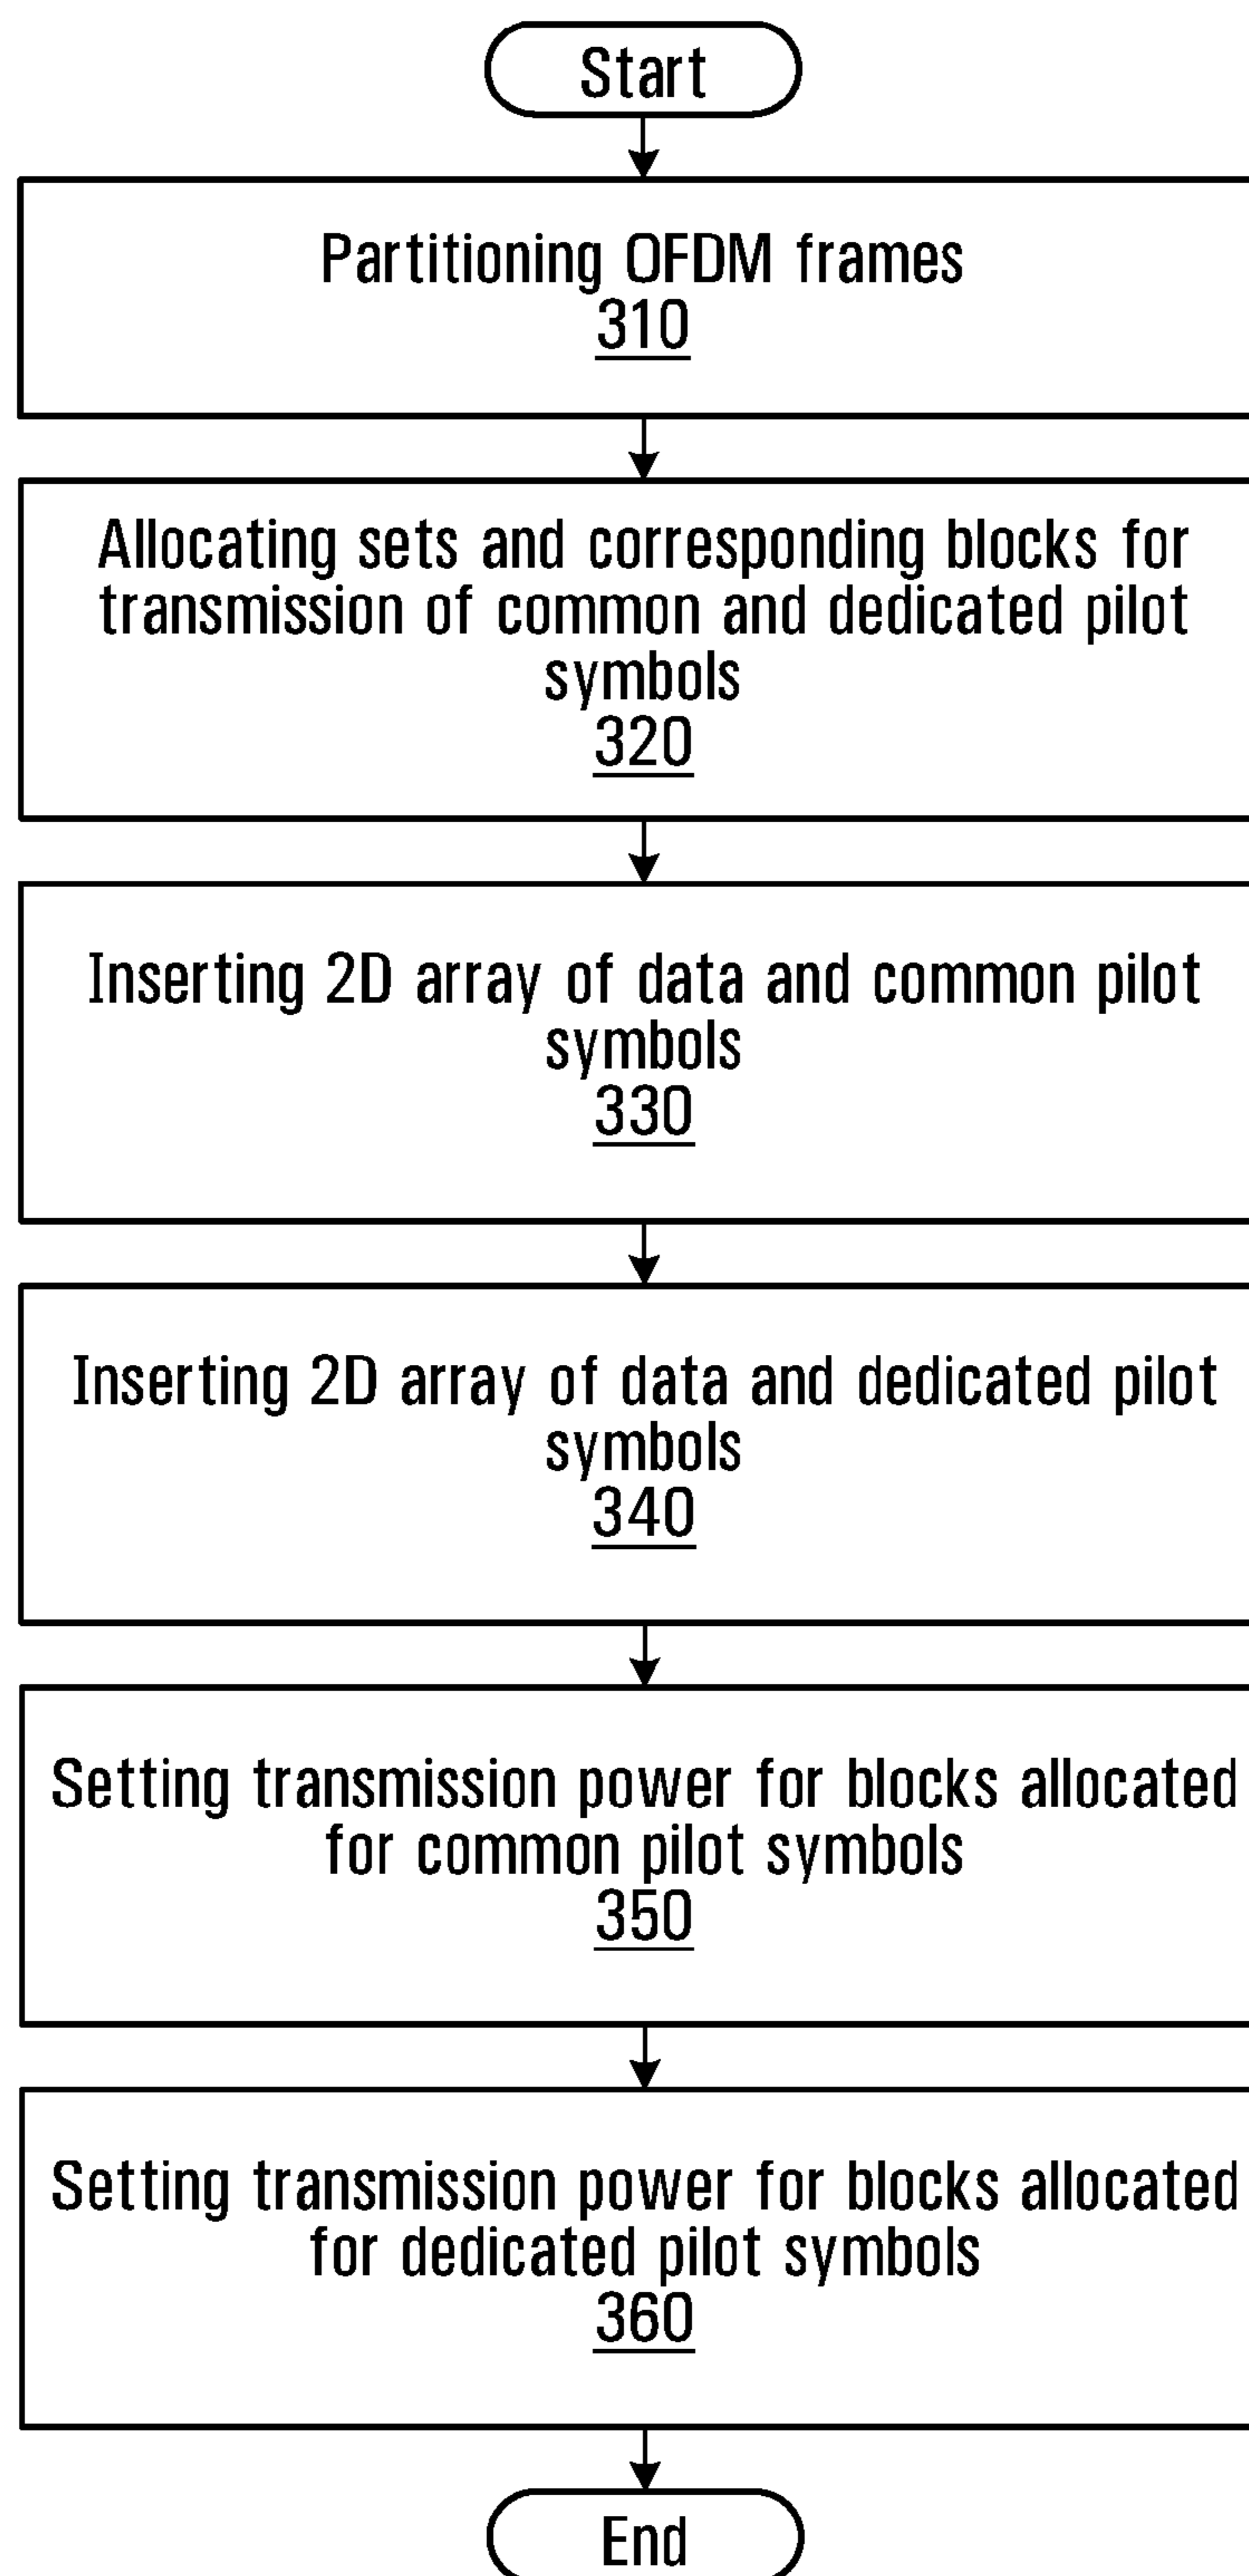 Start
Partitioning OFDM frames
310
Allocating sets and corresponding blocks for
transmission of common and dedicated pilot
symbols
320
Inserting 2D array of data and common pilot
symbols
330
Inserting 2D array of data and dedicated pilot
symbols
340
Setting transmission power for blocks allocated
for common pilot symbols
350
Setting transmission power for blocks allocated
for dedicated pilot symbols
360
End